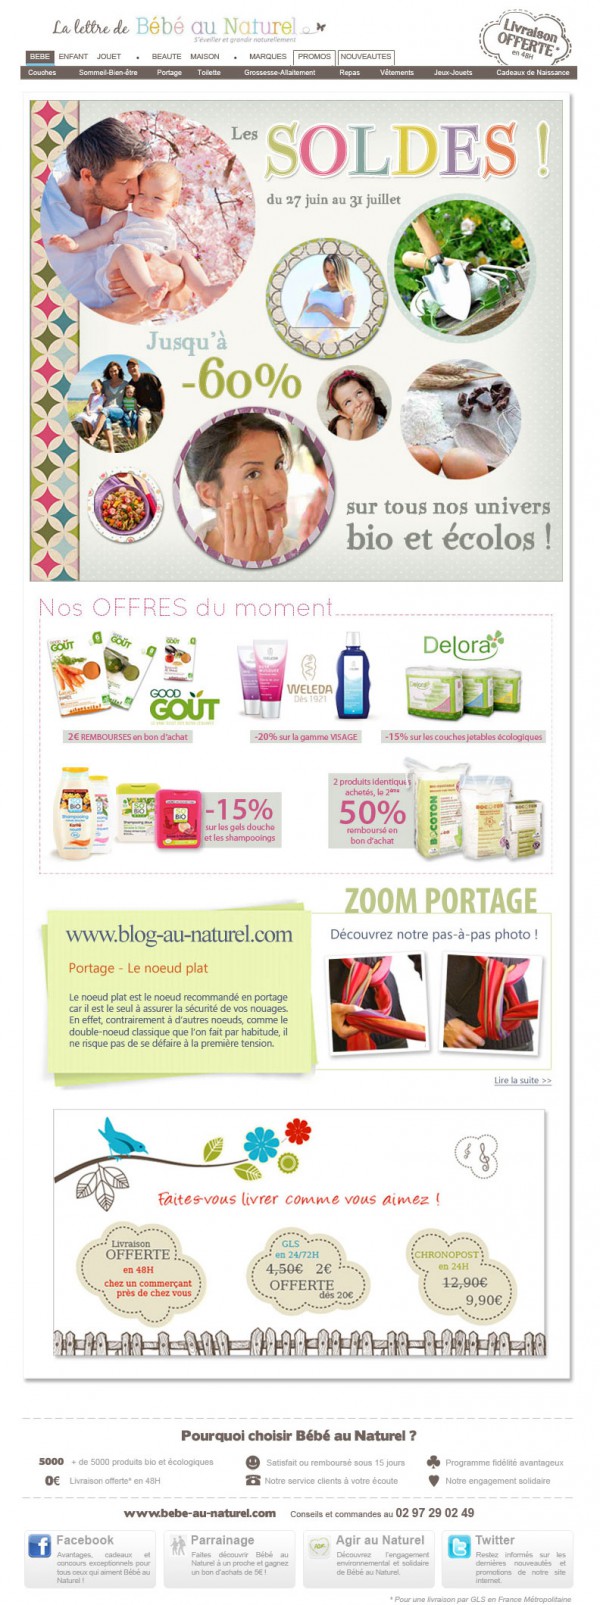 La lettre de Bébé au Naturel
S'éveiller et grandir naturellement
Livraison
OFFERTE*
en 48H
BEBE ENFANT JOUET • BEAUTE MAISON • MARQUES PROMOS NOUVEAUTES
Couches Sommeil-Bien-être Portage Toilette Grossesse-Allaitement Repas Vêtements Jeux-Jouets Cadeaux de Naissance
Les SOLDES !
du 27 juin au 31 juillet
Jusqu'à
-60%
sur tous nos univers
bio et écolos !
Nos OFFRES du moment
GOOD GOÛT
WELEDA
Dès 1921
Delora
2€ REMBOURSES en bon d'achat
-20% sur la gamme VISAGE
-15% sur les couches jetables écologiques
-15%
sur les gels douche
et les shampooings
2 produits identiques
achetés, le 2ème
50%
remboursé en
bon d'achat
BOCOTON
ZOOM PORTAGE
www.blog-au-naturel.com
Découvrez notre pas-à-pas photo !
Portage - Le noeud plat
Le noeud plat est le noeud recommandé en portage
car il est le seul à assurer la sécurité de vos nouages.
En effet, contrairement à d'autres noeuds, comme le
double-noeud classique que l'on fait par habitude, il
ne risque pas de se défaire à la première tension.
Lire la suite >>
Faites-vous livrer comme vous aimez !
Livraison
OFFERTE
en 48H
chez un commerçant
près de chez vous
GLS
en 24/72H
4,50€ 2€
OFFERTE
dés 20€
CHRONOPOST
en 24H
12,90€
9,90€
Pourquoi choisir Bébé au Naturel ?
5000 + de 5000 produits bio et écologiques
Satisfait ou remboursé sous 15 jours
Programme fidélité avantageux
0€ Livraison offerte* en 48H
Notre service clients à votre écoute
Notre engagement solidaire
www.bebe-au-naturel.com Conseils et commandes au 02 97 29 02 49
Facebook
Avantages, cadeaux et
concours exceptionnels pour
tous ceux qui aiment Bébé au
Naturel !
Parrainage
Faites découvrir Bébé au
Naturel à un proche et gagnez
un bon d'achats de 5€ !
Agir au Naturel
Découvrez l'engagement
environnemental et solidaire
de Bébé au Naturel.
Twitter
Restez informés sur les
dernières nouveautés et
promotions de notre site
internet.
* Pour une livraison par GLS en France Métropolitaine